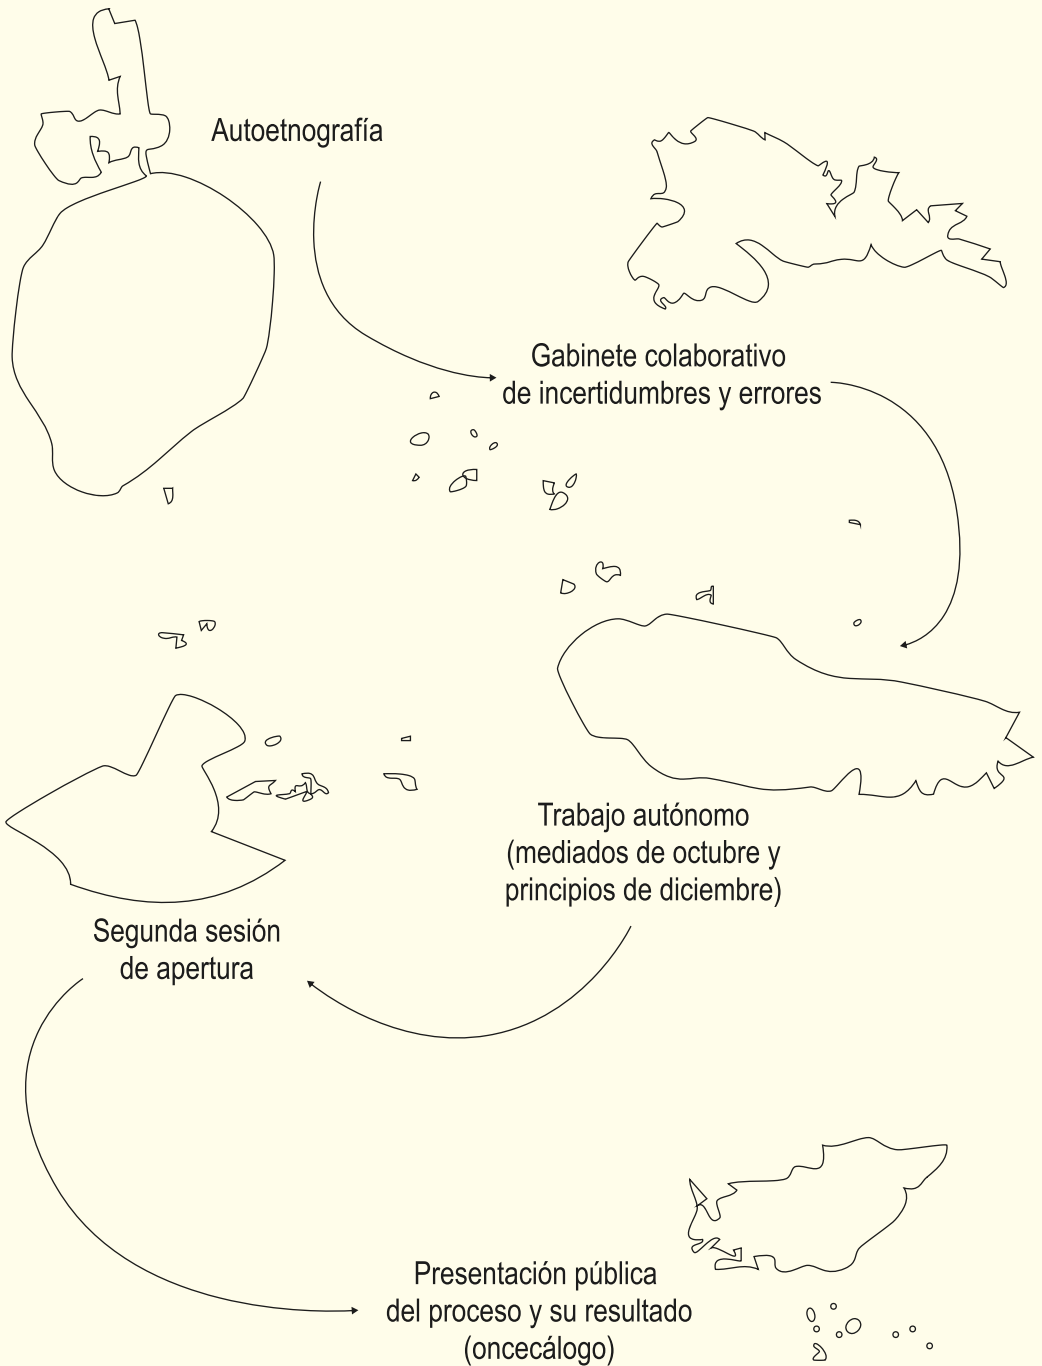 Autoetnografía
Gabinete colaborativo
de incertidumbres y errores
Trabajo autónomo
(mediados de octubre y
principios de diciembre)
Segunda sesión
de apertura
Presentación pública
del proceso y su resultado
(oncecálogo)